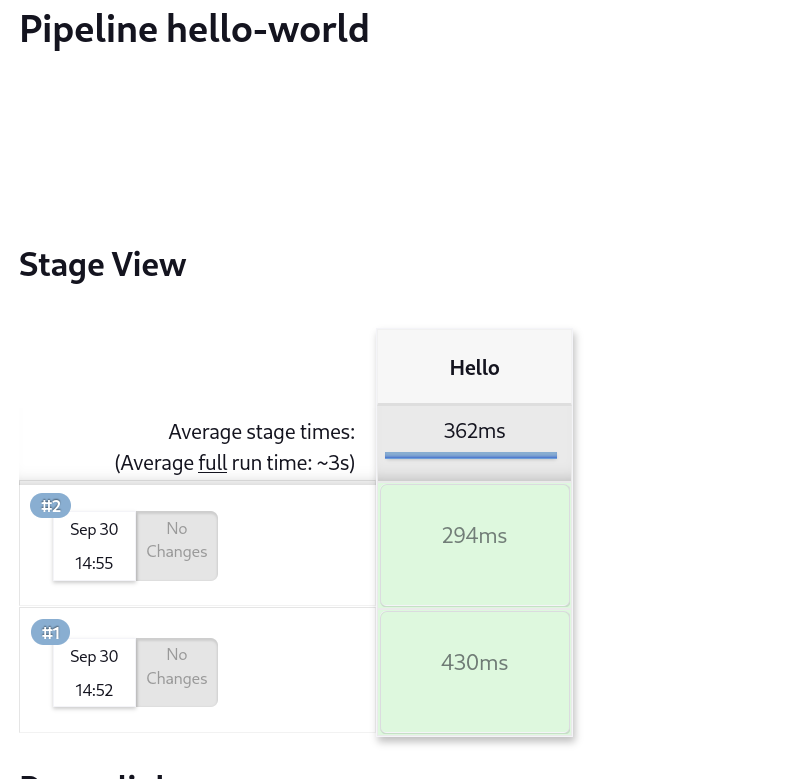 Pipeline hello-world
Stage View
Hello
Average stage times:
(Average full run time: ~3s)
362ms
#2
Sep 30
14:55
No
Changes
294ms
#1
Sep 30
14:52
No
Changes
430ms